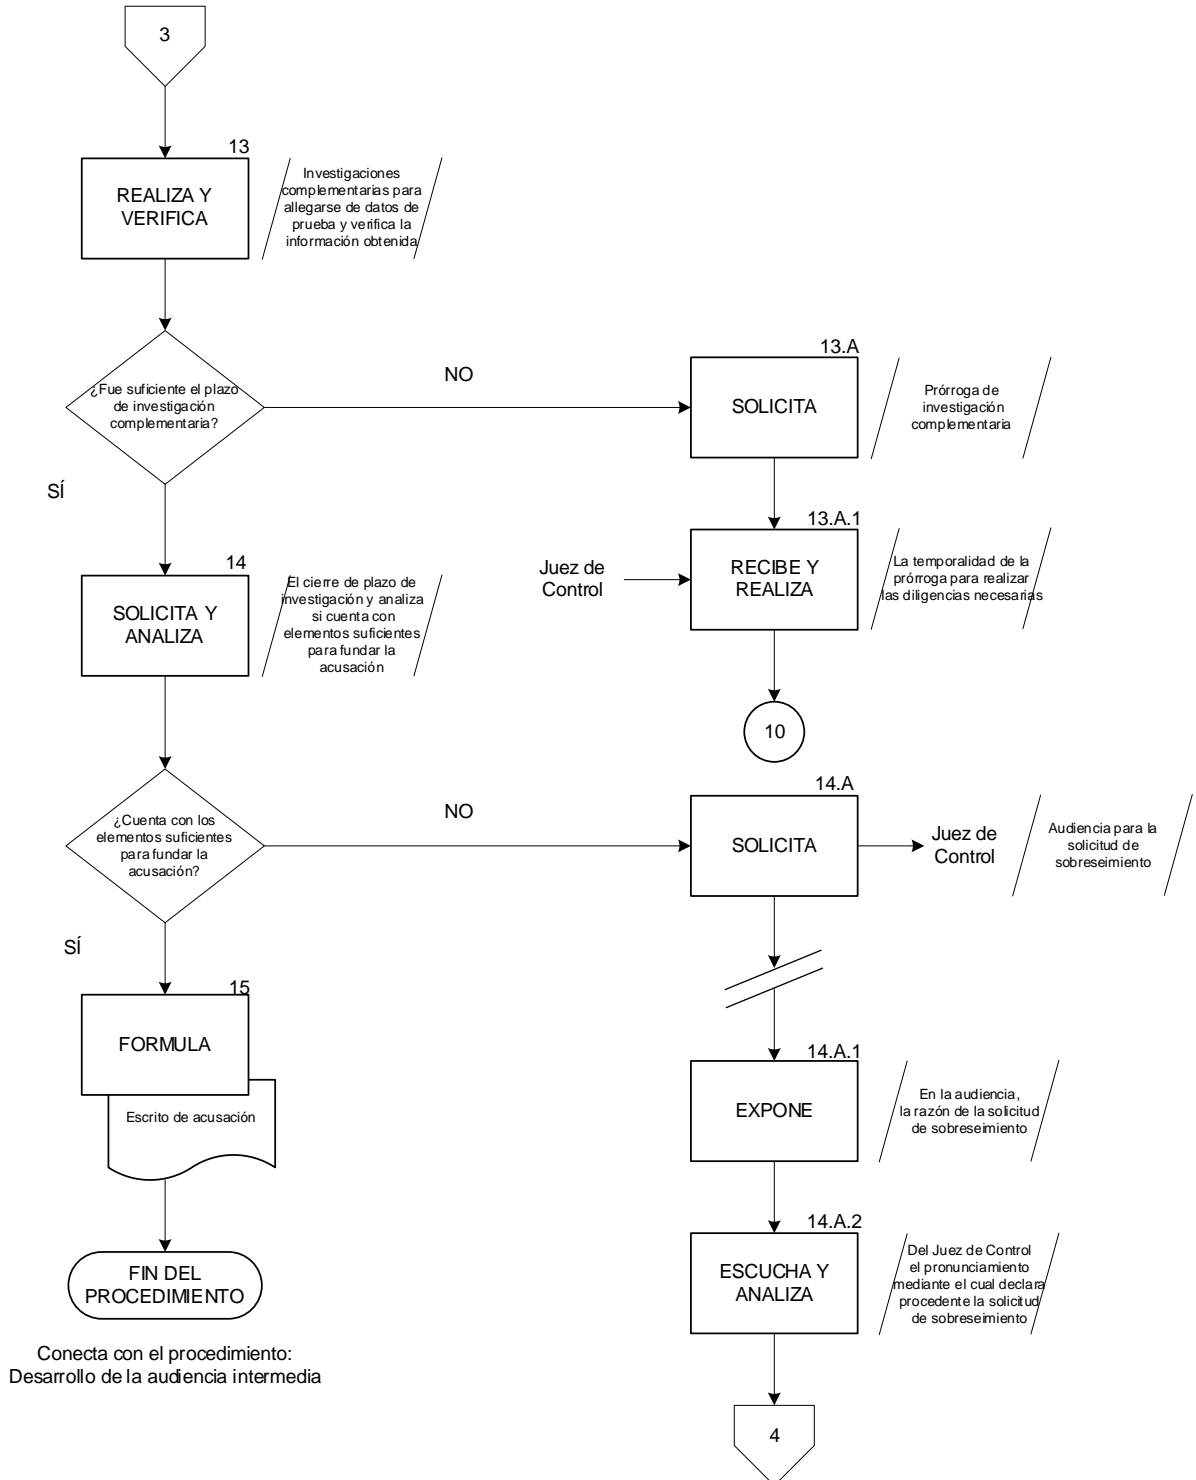 3
13
REALIZA Y
VERIFICA
Investigaciones
complementarias para
allegarse de datos de
prueba y verifica la
información obtenida
¿Fue suficiente el plazo
de investigación
complementaria?
NO
SÍ
13.A
SOLICITA
Prórroga de
investigación
complementaria
13.A.1
Juez de
Control
RECIBE Y
REALIZA
La temporalidad de la
prórroga para realizar
las diligencias necesarias
10
14
SOLICITA Y
ANALIZA
El cierre de plazo de
investigación y analiza
si cuenta con
elementos suficientes
para fundar la
acusación
¿Cuenta con los
elementos suficientes
para fundar la
acusación?
NO
SÍ
14.A
SOLICITA
Juez de
Control
Audiencia para la
solicitud de
sobreseimiento
15
FORMULA
Escrito de acusación
FIN DEL
PROCEDIMIENTO
Conecta con el procedimiento:
Desarrollo de la audiencia intermedia
14.A.1
EXPONE
En la audiencia,
la razón de la solicitud
de sobreseimiento
14.A.2
ESCUCHA Y
ANALIZA
Del Juez de Control
el pronunciamiento
mediante el cual declara
procedente la solicitud
de sobreseimiento
4